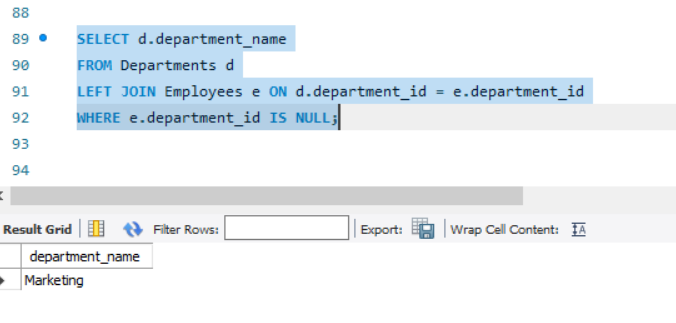 88
89 SELECT d.department_name
90 FROM Departments d
91 LEFT JOIN Employees e ON d.department_id = e.department_id
92 WHERE e.department_id IS NULL;
93
94
Result Grid Filter Rows: Export: Wrap Cell Content: IA
department_name
Marketing